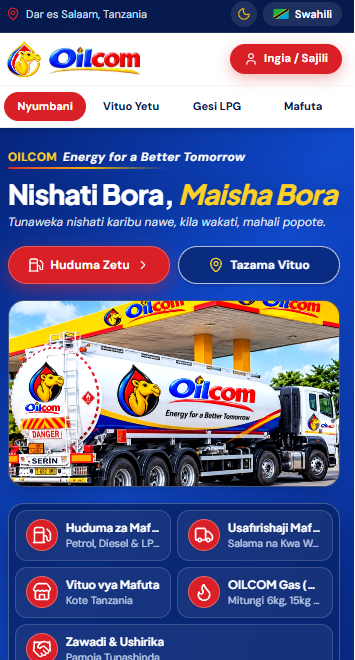 Dar es Salaam, Tanzania
Swahili
Oilcom
Ingia / Sajili
Nyumbani
Vituo Yetu
Gesi LPG
Mafuta
OILCOM Energy for a Better Tomorrow
Nishati Bora, Maisha Bora
Tunaweka nishati karibu nawe, kila wakati, mahali popote.
Huduma Zetu
Tazama Vituo
Oilcom
Oilcom
Energy for a Better Tomorrow
DANGER
SERIN
Huduma za Maf...
Petrol, Diesel & LP...
Usafirishaji Maf...
Salama na Kwa W...
Vituo vya Mafuta
Kote Tanzania
OILCOM Gas (...
Mitungi 6kg, 15kg ...
Zawadi & Ushirika
Pamoja Tunashinda